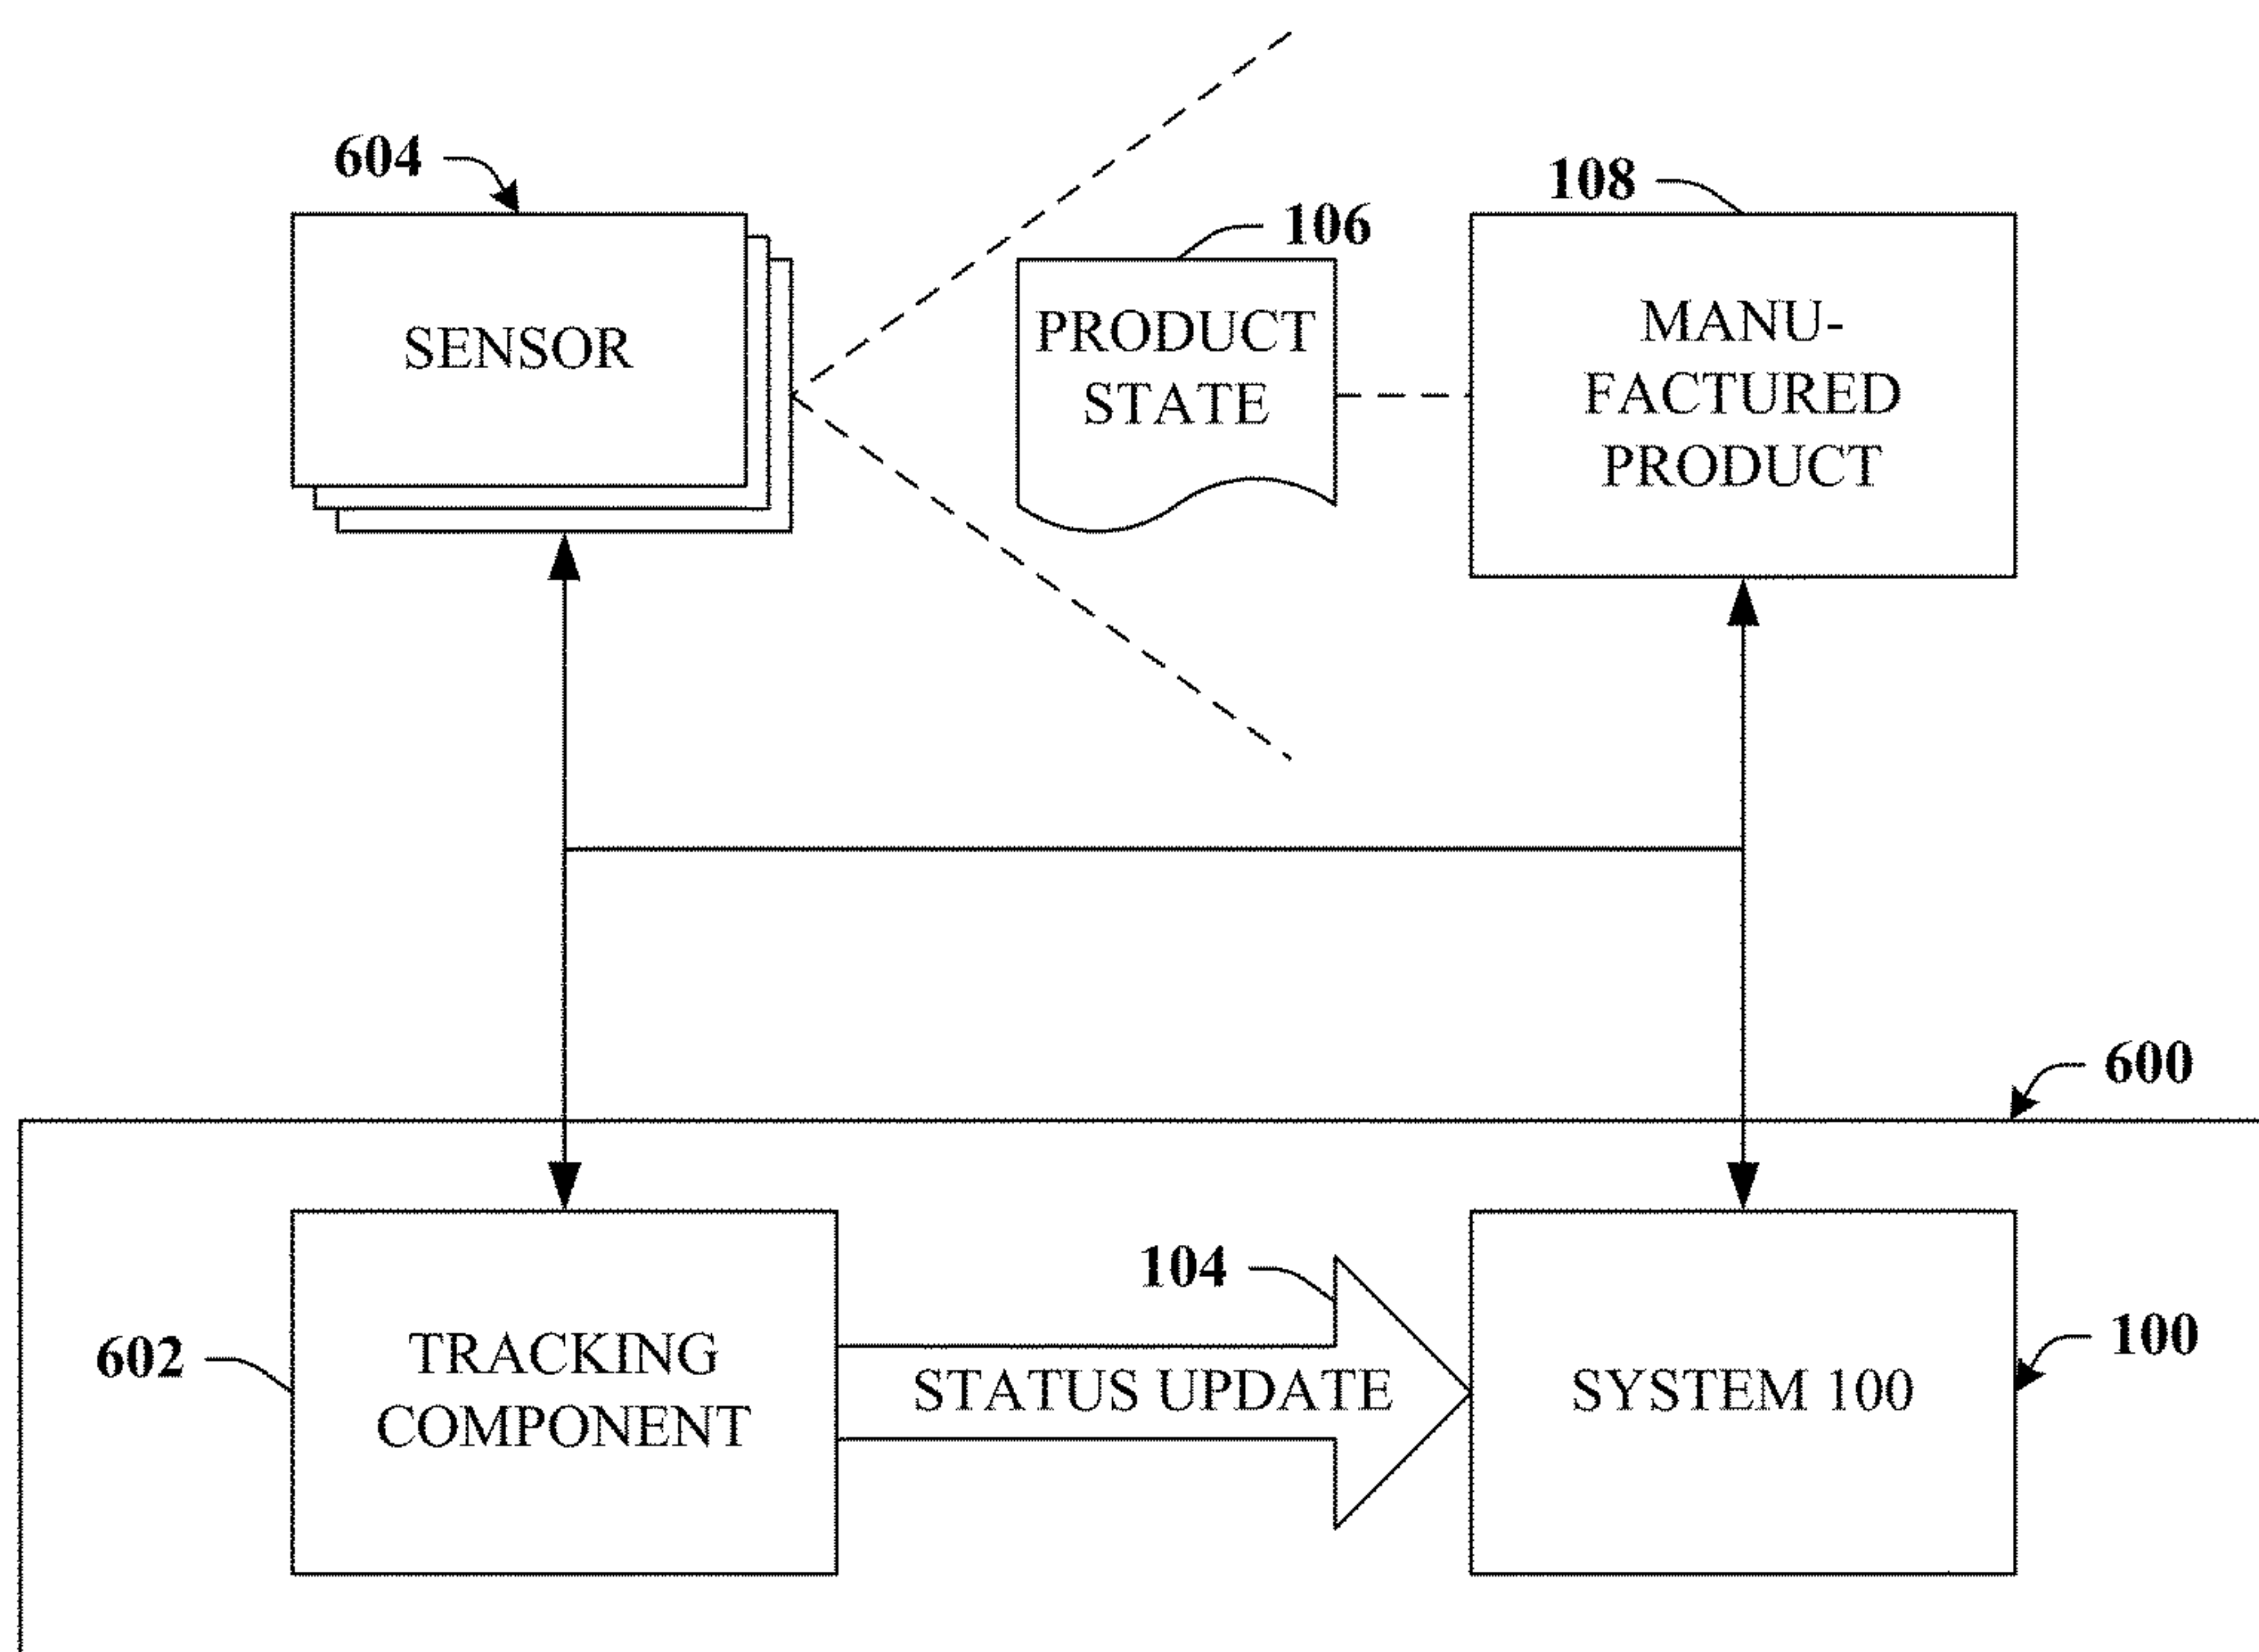 604
108
106
SENSOR
PRODUCT
STATE
MANU-
FACTURED
PRODUCT
600
104
602
TRACKING
COMPONENT
STATUS UPDATE
SYSTEM 100
100